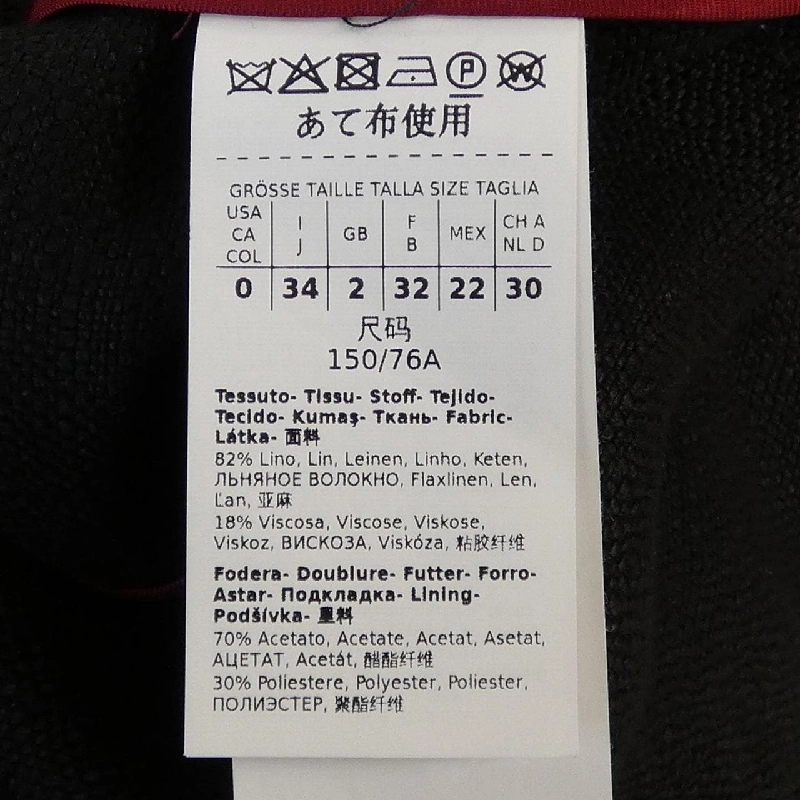 P W
あて布使用
GRÖSSE TAILLE TALLA SIZE TAGLIA
USA CA COL | I J | GB | F B | MEX | CH A NL D
0 34 2 32 22 30
尺码
150/76A
Tessuto- Tissu- Stoff- Tejido-
Tecido- Kumaş- Ткань- Fabric-
Látka- 面料
82% Lino, Lin, Leinen, Linho, Keten,
ЛЬНЯНОЕ ВОЛОКНО, Flaxlinen, Len,
Ľan, 亚麻
18% Viscosa, Viscose, Viskose,
Viskoz, ВИСКОЗА, Viskóza, 粘胶纤维
Fodera- Doublure- Futter- Forro-
Astar- Подкладка- Lining-
Podšívka- 里料
70% Acetato, Acetate, Acetat, Asetat,
АЦЕТАТ, Acetát, 醋酯纤维
30% Poliestere, Polyester, Poliester,
ПОЛИЭСТЕР, 聚酯纤维